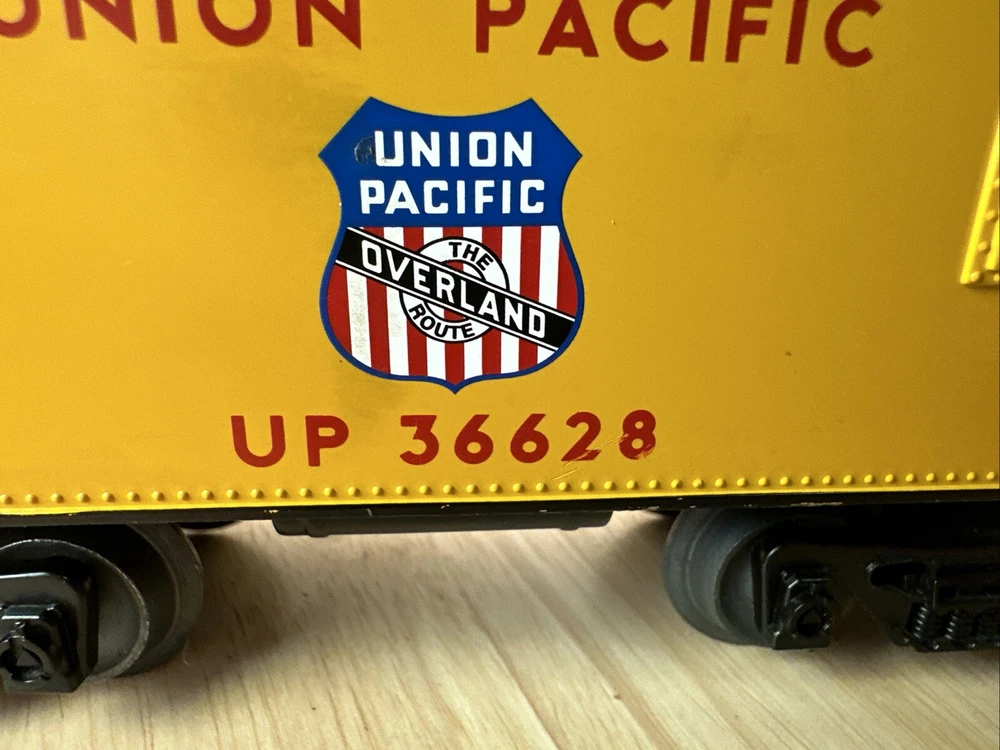 UNION PACIFIC
UNION
PACIFIC
THE
OVERLAND
ROUTE
UP 36628